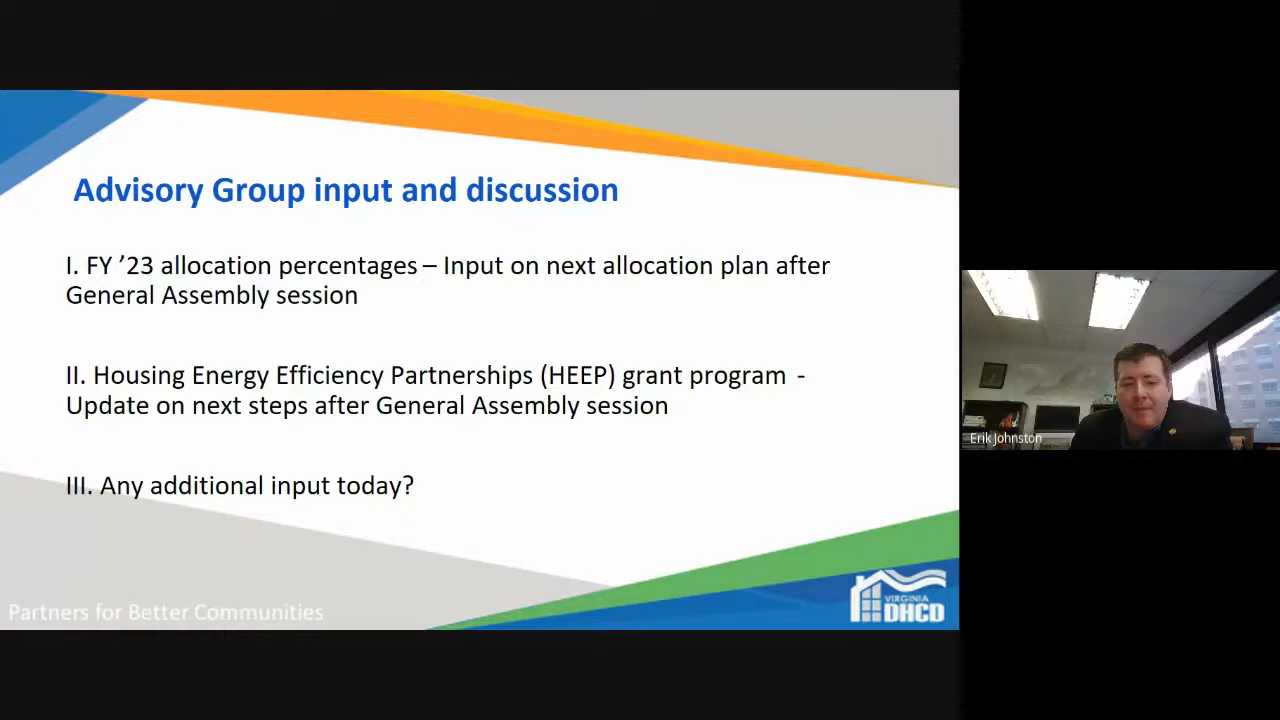 Advisory Group input and discussion
I. FY ’23 allocation percentages – Input on next allocation plan after
General Assembly session
II. Housing Energy Efficiency Partnerships (HEEP) grant program -
Update on next steps after General Assembly session
III. Any additional input today?
Partners for Better Communities
VIRGINIA
DHCD
Erik Johnston